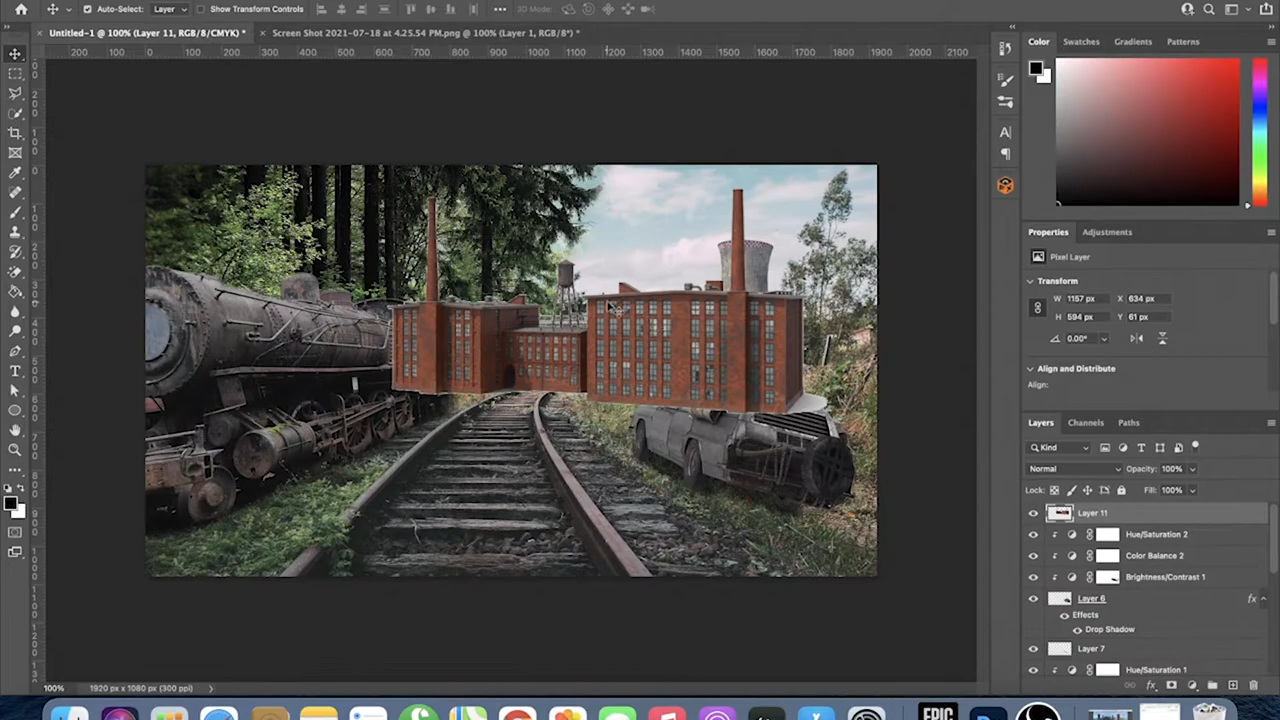 Auto-Select: Layer Show Transform Controls 3D Mode:
Untitled-1 @ 100% (Layer 11, RGB/8/CMYK) * Screen Shot 2021-07-18 at 4.25.54 PM.png @ 100% (Layer 1, RGB/8*) *
200 100 0 100 200 300 400 500 600 700 800 900 1000 1100 1200 1300 1400 1500 1600 1700 1800 1900 2000 2100
Color Swatches Gradients Patterns
Properties Adjustments
Pixel Layer
Transform
W 1157 px X 634 px
H 594 px Y 61 px
0.00°
Align and Distribute
Align:
Layers Channels Paths
Kind
Normal Opacity: 100%
Lock: Fill: 100%
Layer 11
Hue/Saturation 2
Color Balance 2
Brightness/Contrast 1
Layer 6 fx
Effects
Drop Shadow
Layer 7
Hue/Saturation 1
100% 1920 px x 1080 px (300 ppi)
EPIC